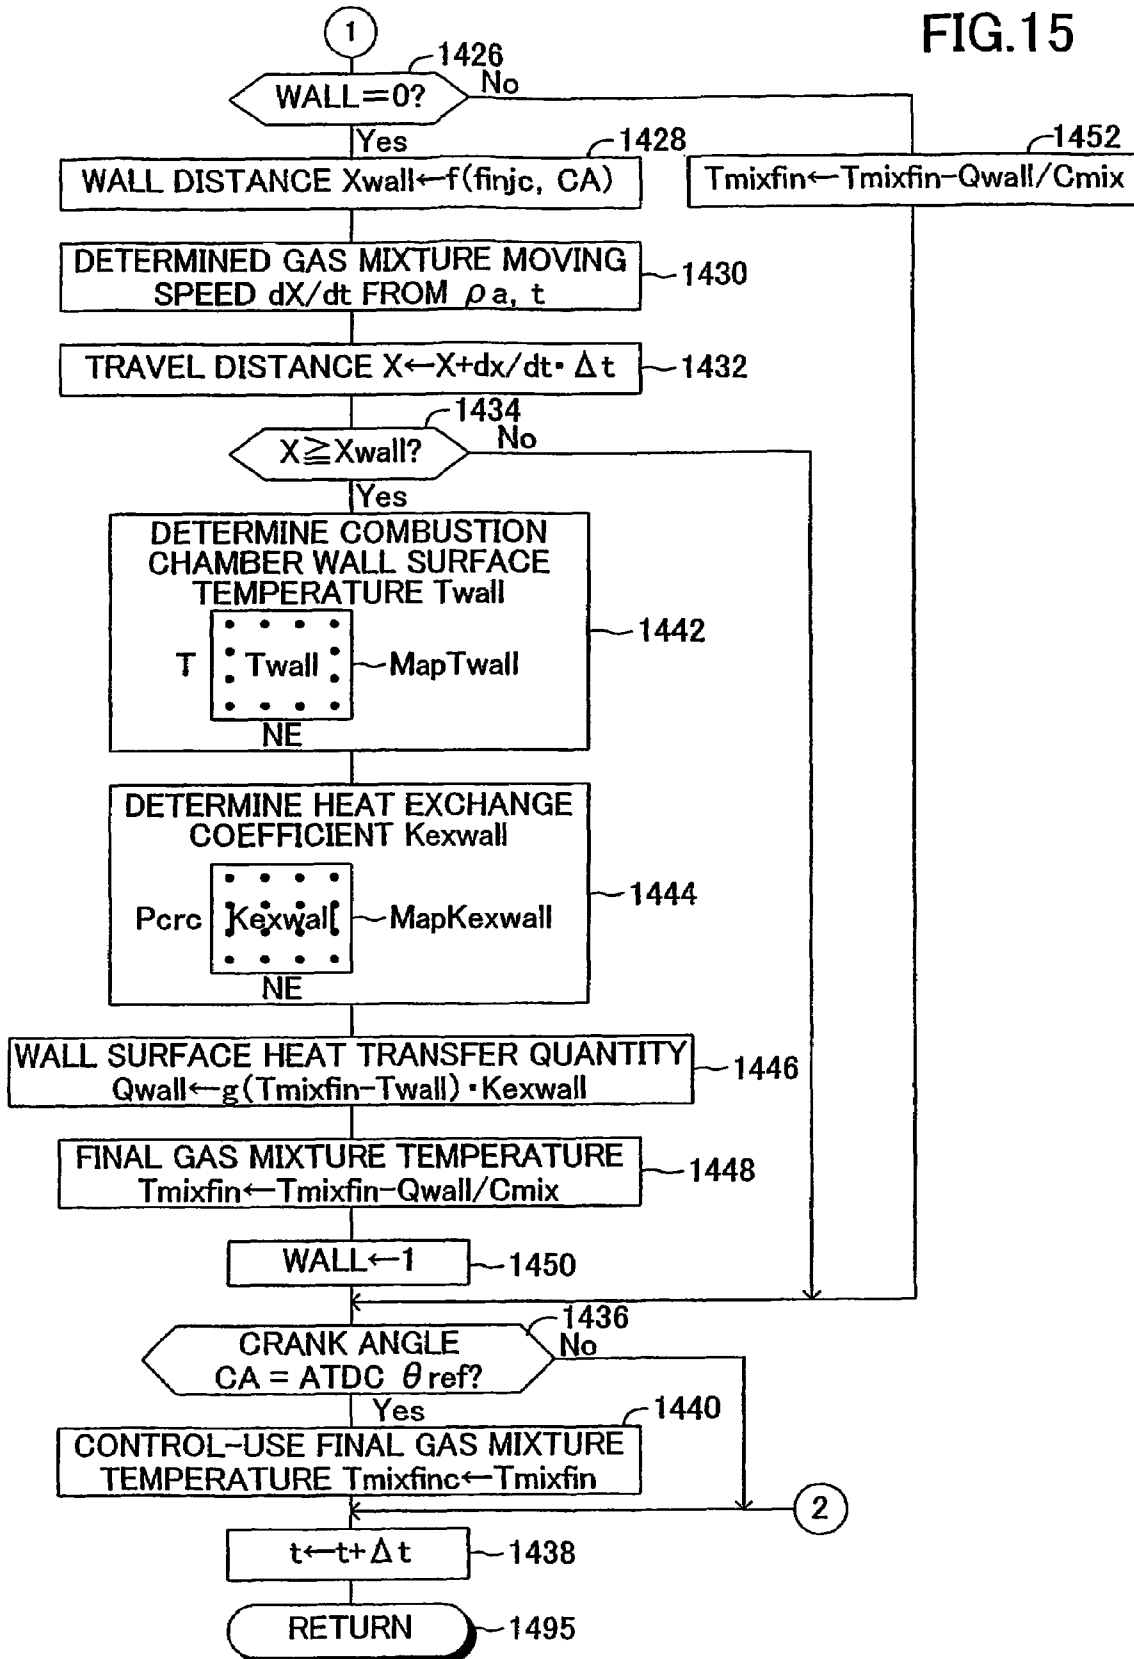 FIG.15
1
1426
WALL=0?
No
Yes
1428
WALL DISTANCE Xwall←f(finjc, CA)
1452
Tmixfin←Tmixfin-Qwall/Cmix
DETERMINED GAS MIXTURE MOVING
SPEED dX/dt FROM ρa, t
1430
TRAVEL DISTANCE X←X+dx/dt・Δt
1432
1434
X≧Xwall?
No
Yes
DETERMINE COMBUSTION
CHAMBER WALL SURFACE
TEMPERATURE Twall
1442
T
Twall
MapTwall
NE
DETERMINE HEAT EXCHANGE
COEFFICIENT Kexwall
1444
Pcrc
Kexwall
MapKexwall
NE
WALL SURFACE HEAT TRANSFER QUANTITY
Qwall←g(Tmixfin-Twall)・Kexwall
1446
FINAL GAS MIXTURE TEMPERATURE
Tmixfin←Tmixfin-Qwall/Cmix
1448
WALL←1
1450
1436
CRANK ANGLE
CA = ATDC θref?
No
Yes
1440
CONTROL-USE FINAL GAS MIXTURE
TEMPERATURE Tmixfinc←Tmixfin
2
t←t+Δt
1438
RETURN
1495